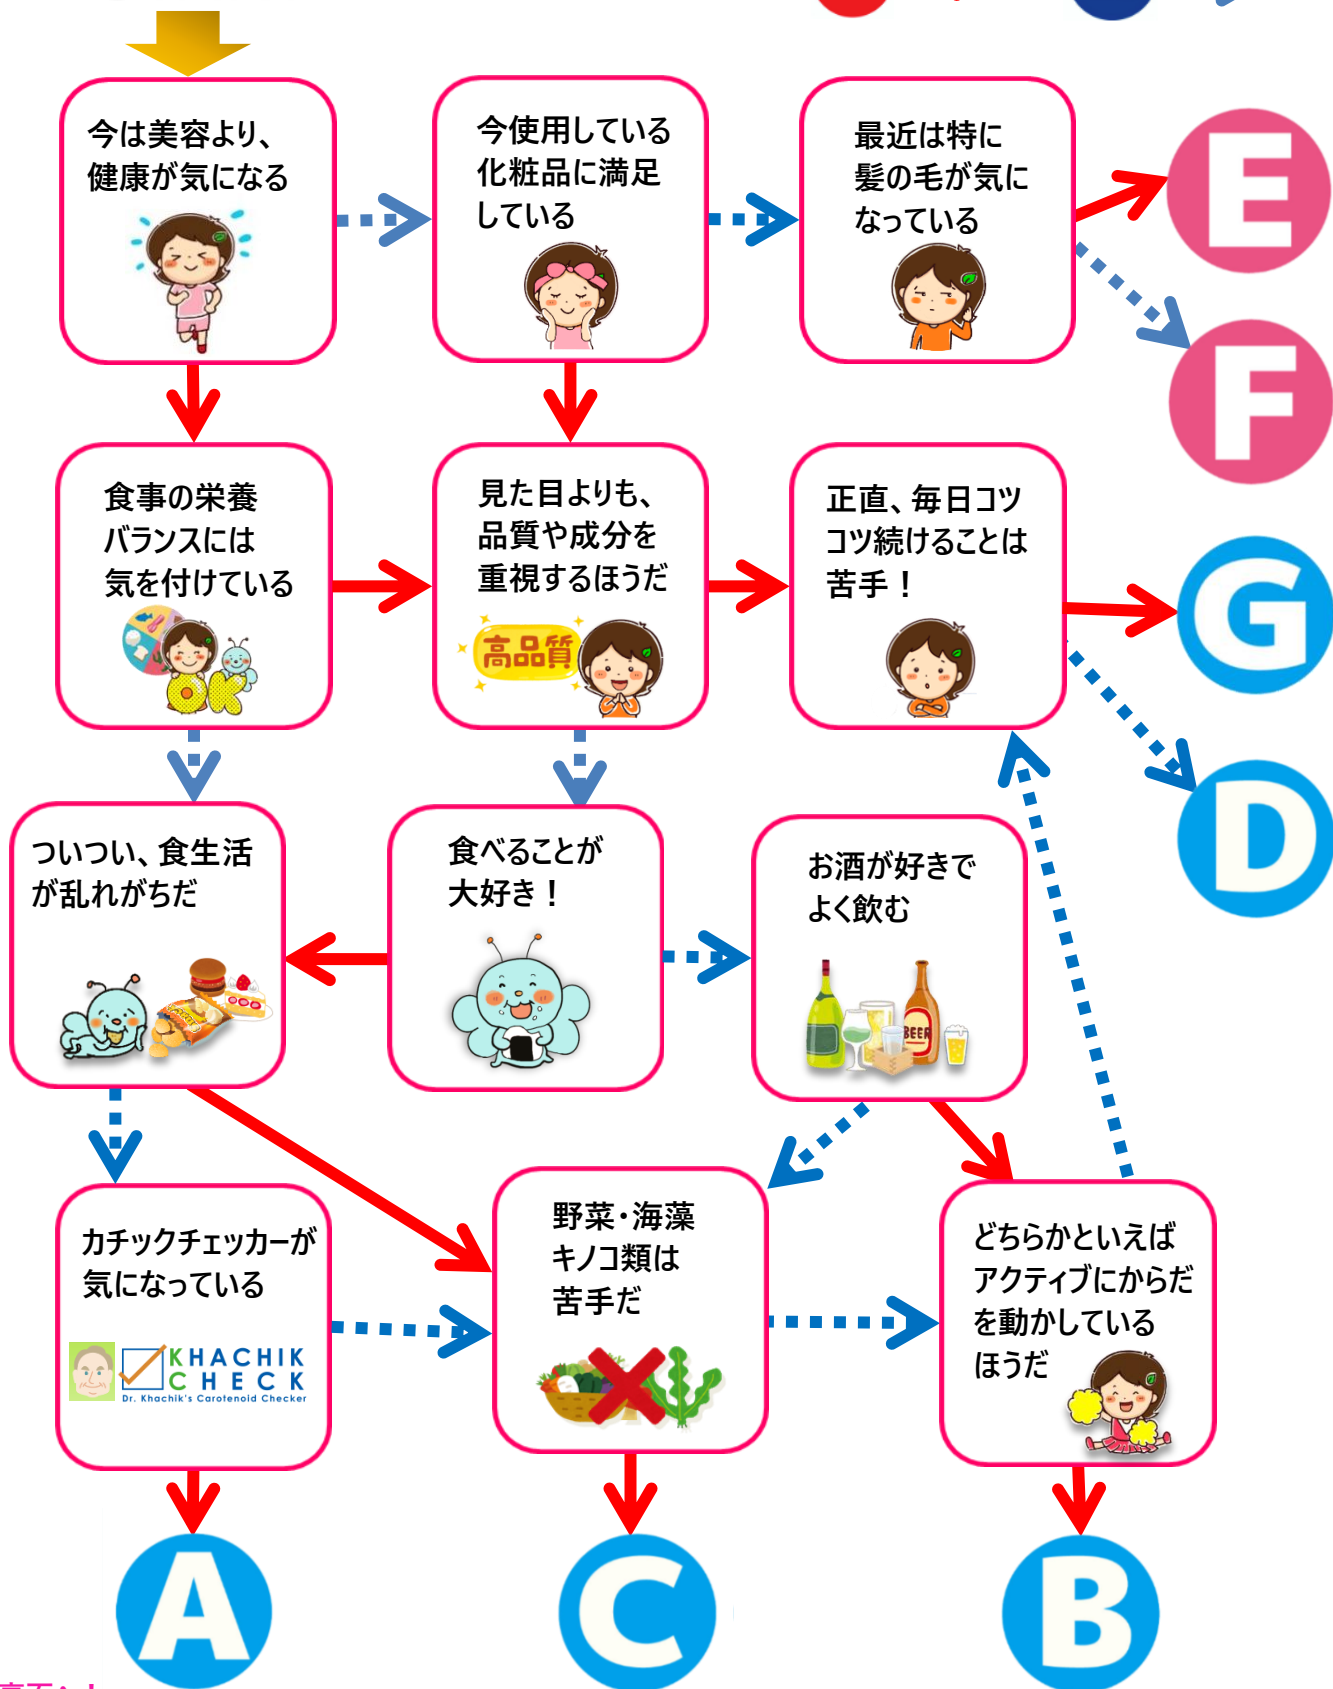 今は美容より、
健康が気になる
今使用している
化粧品に満足
している
最近は特に
髪の毛が気に
なっている
E
F
食事の栄養
バランスには
気を付けている
OK
見た目よりも、
品質や成分を
重視するほうだ
高品質
正直、毎日コツ
コツ続けることは
苦手！
G
D
ついつい、食生活
が乱れがちだ
食べることが
大好き！
お酒が好きで
よく飲む
BEER
カチックチェッカーが
気になっている
KHACHIK
CHECK
Dr. Khachik's Carotenoid Checker
野菜・海藻
キノコ類は
苦手だ
どちらかといえば
アクティブにからだ
を動かしている
ほうだ
A
C
B